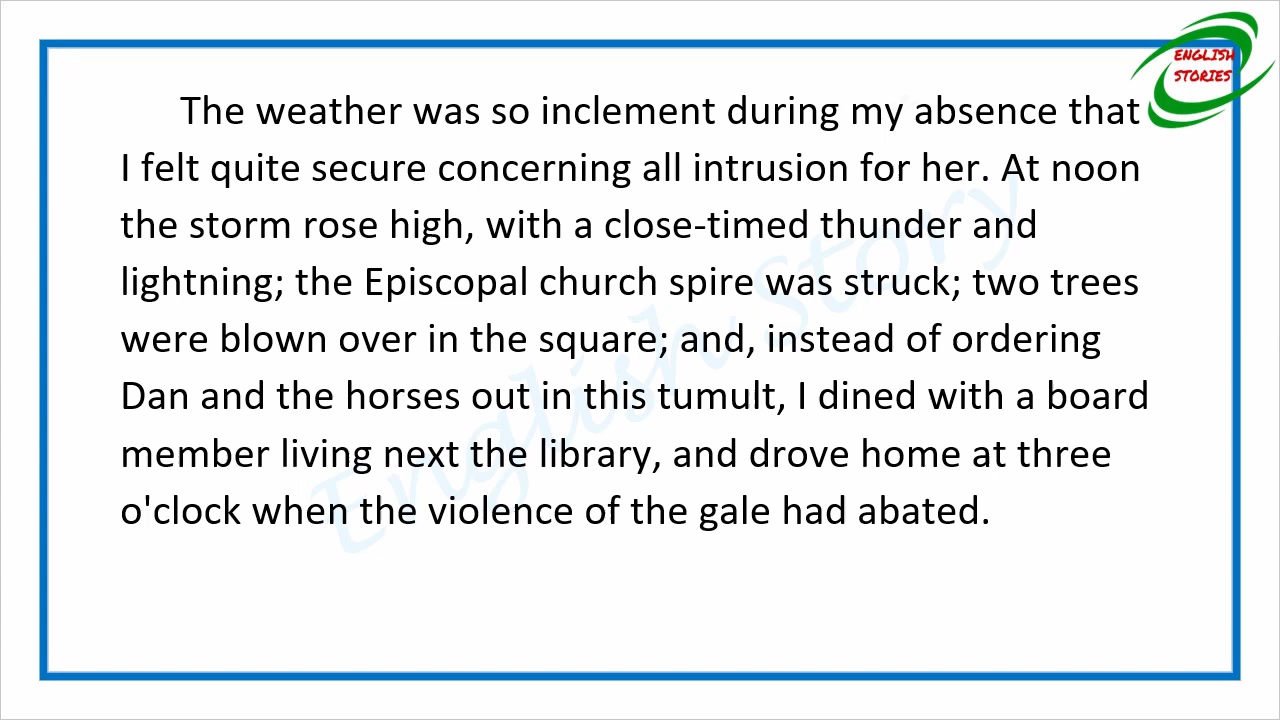 ENGLISH
STORIES
The weather was so inclement during my absence that
I felt quite secure concerning all intrusion for her. At noon
the storm rose high, with a close-timed thunder and
lightning; the Episcopal church spire was struck; two trees
were blown over in the square; and, instead of ordering
Dan and the horses out in this tumult, I dined with a board
member living next the library, and drove home at three
o'clock when the violence of the gale had abated.
English Story